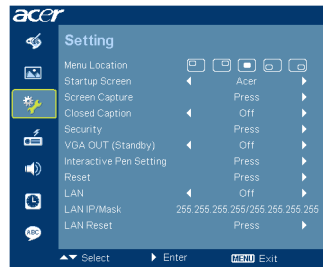 acer
Setting
Menu Location
Startup Screen Acer
Screen Capture Press
Closed Caption Off
Security Press
VGA OUT (Standby) Off
Interactive Pen Setting Press
Reset Press
LAN Off
LAN IP/Mask 255.255.255.255/255.255.255.255
LAN Reset Press
ABC
Select Enter MENU Exit